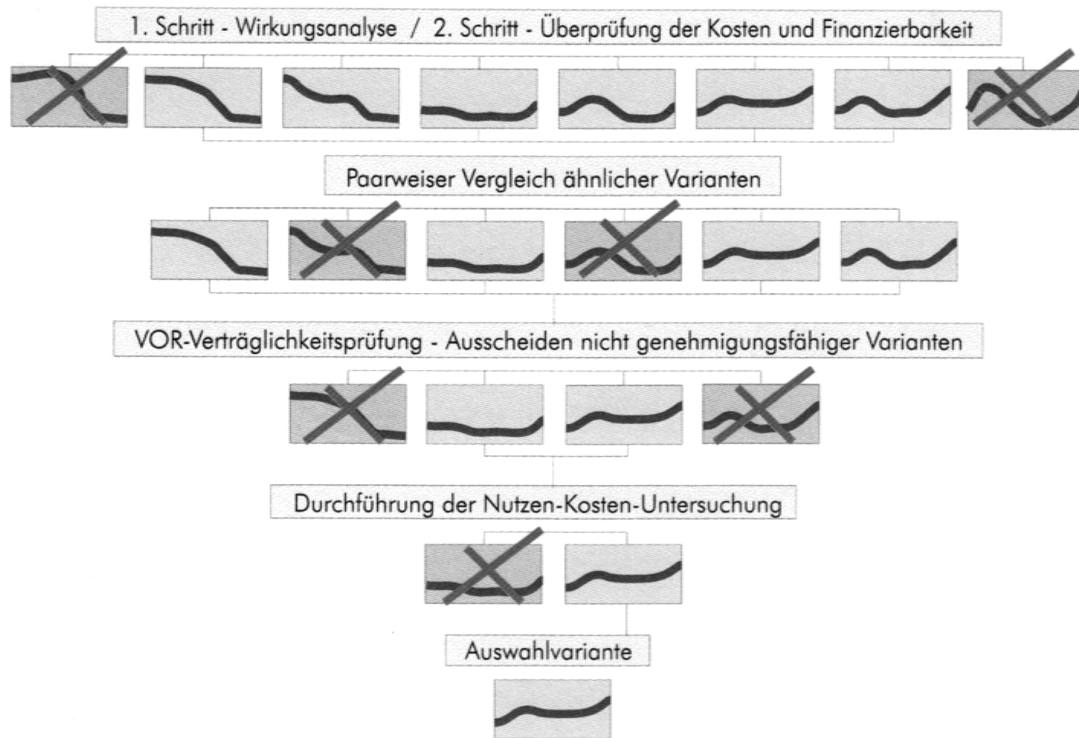 1. Schritt - Wirkungsanalyse / 2. Schritt - Überprüfung der Kosten und Finanzierbarkeit
Paarweiser Vergleich ähnlicher Varianten
VOR-Verträglichkeitsprüfung - Ausscheiden nicht genehmigungsfähiger Varianten
Durchführung der Nutzen-Kosten-Untersuchung
Auswahlvariante